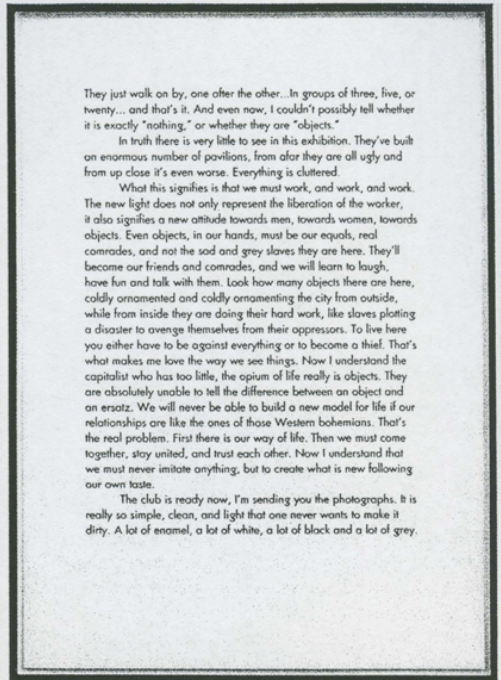 They just walk on by, one after the other...In groups of three, five, or
twenty... and that's it. And even now, I couldn't possibly tell whether
it is exactly "nothing," or whether they are "objects."
In truth there is very little to see in this exhibition. They've built
an enormous number of pavilions, from afar they are all ugly and
from up close it's even worse. Everything is cluttered.
What this signifies is that we must work, and work, and work.
The new light does not only represent the liberation of the worker,
it also signifies a new attitude towards men, towards women, towards
objects. Even objects, in our hands, must be our equals, real
comrades, and not the sad and grey slaves they are here. They'll
become our friends and comrades, and we will learn to laugh,
have fun and talk with them. Look how many objects there are here,
coldly ornamented and coldly ornamenting the city from outside,
while from inside they are doing their hard work, like slaves plotting
a disaster to avenge themselves from their oppressors. To live here
you either have to be against everything or to become a thief. That's
what makes me love the way we see things. Now I understand the
capitalist who has too little, the opium of life really is objects. They
are absolutely unable to tell the difference between an object and
an ersatz. We will never be able to build a new model for life if our
relationships are like the ones of those Western bohemians. That's
the real problem. First there is our way of life. Then we must come
together, stay united, and trust each other. Now I understand that
we must never imitate anything, but to create what is new following
our own taste.
The club is ready now, I'm sending you the photographs. It is
really so simple, clean, and light that one never wants to make it
dirty. A lot of enamel, a lot of white, a lot of black and a lot of grey.